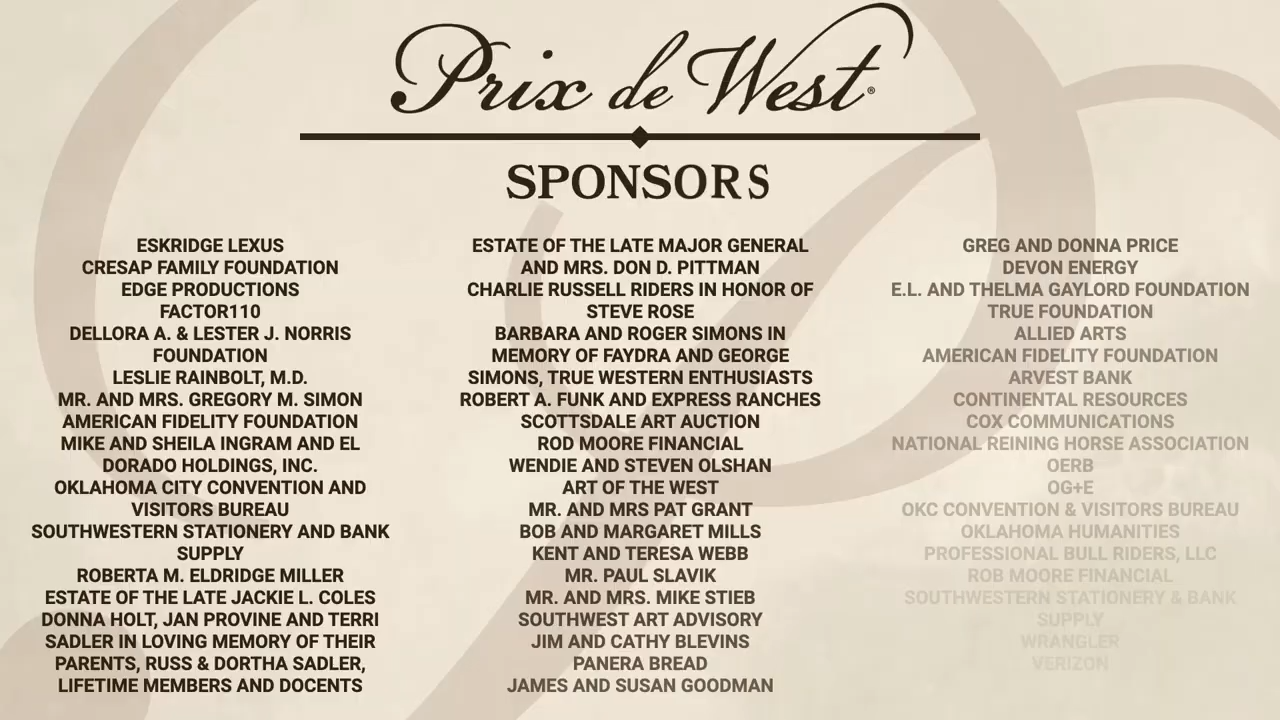 Prix de West®
SPONSORS
ESKRIDGE LEXUS
CRESAP FAMILY FOUNDATION
EDGE PRODUCTIONS
FACTOR110
DELLORA A. & LESTER J. NORRIS
FOUNDATION
LESLIE RAINBOLT, M.D.
MR. AND MRS. GREGORY M. SIMON
AMERICAN FIDELITY FOUNDATION
MIKE AND SHEILA INGRAM AND EL
DORADO HOLDINGS, INC.
OKLAHOMA CITY CONVENTION AND
VISITORS BUREAU
SOUTHWESTERN STATIONERY AND BANK
SUPPLY
ROBERTA M. ELDRIDGE MILLER
ESTATE OF THE LATE JACKIE L. COLES
DONNA HOLT, JAN PROVINE AND TERRI
SADLER IN LOVING MEMORY OF THEIR
PARENTS, RUSS & DORTHA SADLER,
LIFETIME MEMBERS AND DOCENTS
ESTATE OF THE LATE MAJOR GENERAL
AND MRS. DON D. PITTMAN
CHARLIE RUSSELL RIDERS IN HONOR OF
STEVE ROSE
BARBARA AND ROGER SIMONS IN
MEMORY OF FAYDRA AND GEORGE
SIMONS, TRUE WESTERN ENTHUSIASTS
ROBERT A. FUNK AND EXPRESS RANCHES
SCOTTSDALE ART AUCTION
ROD MOORE FINANCIAL
WENDIE AND STEVEN OLSHAN
ART OF THE WEST
MR. AND MRS PAT GRANT
BOB AND MARGARET MILLS
KENT AND TERESA WEBB
MR. PAUL SLAVIK
MR. AND MRS. MIKE STIEB
SOUTHWEST ART ADVISORY
JIM AND CATHY BLEVINS
PANERA BREAD
JAMES AND SUSAN GOODMAN
GREG AND DONNA PRICE
DEVON ENERGY
E.L. AND THELMA GAYLORD FOUNDATION
TRUE FOUNDATION
ALLIED ARTS
AMERICAN FIDELITY FOUNDATION
ARVEST BANK
CONTINENTAL RESOURCES
COX COMMUNICATIONS
NATIONAL REINING HORSE ASSOCIATION
OERB
OG+E
OKC CONVENTION & VISITORS BUREAU
OKLAHOMA HUMANITIES
PROFESSIONAL BULL RIDERS, LLC
ROB MOORE FINANCIAL
SOUTHWESTERN STATIONERY & BANK
SUPPLY
WRANGLER
VERIZON